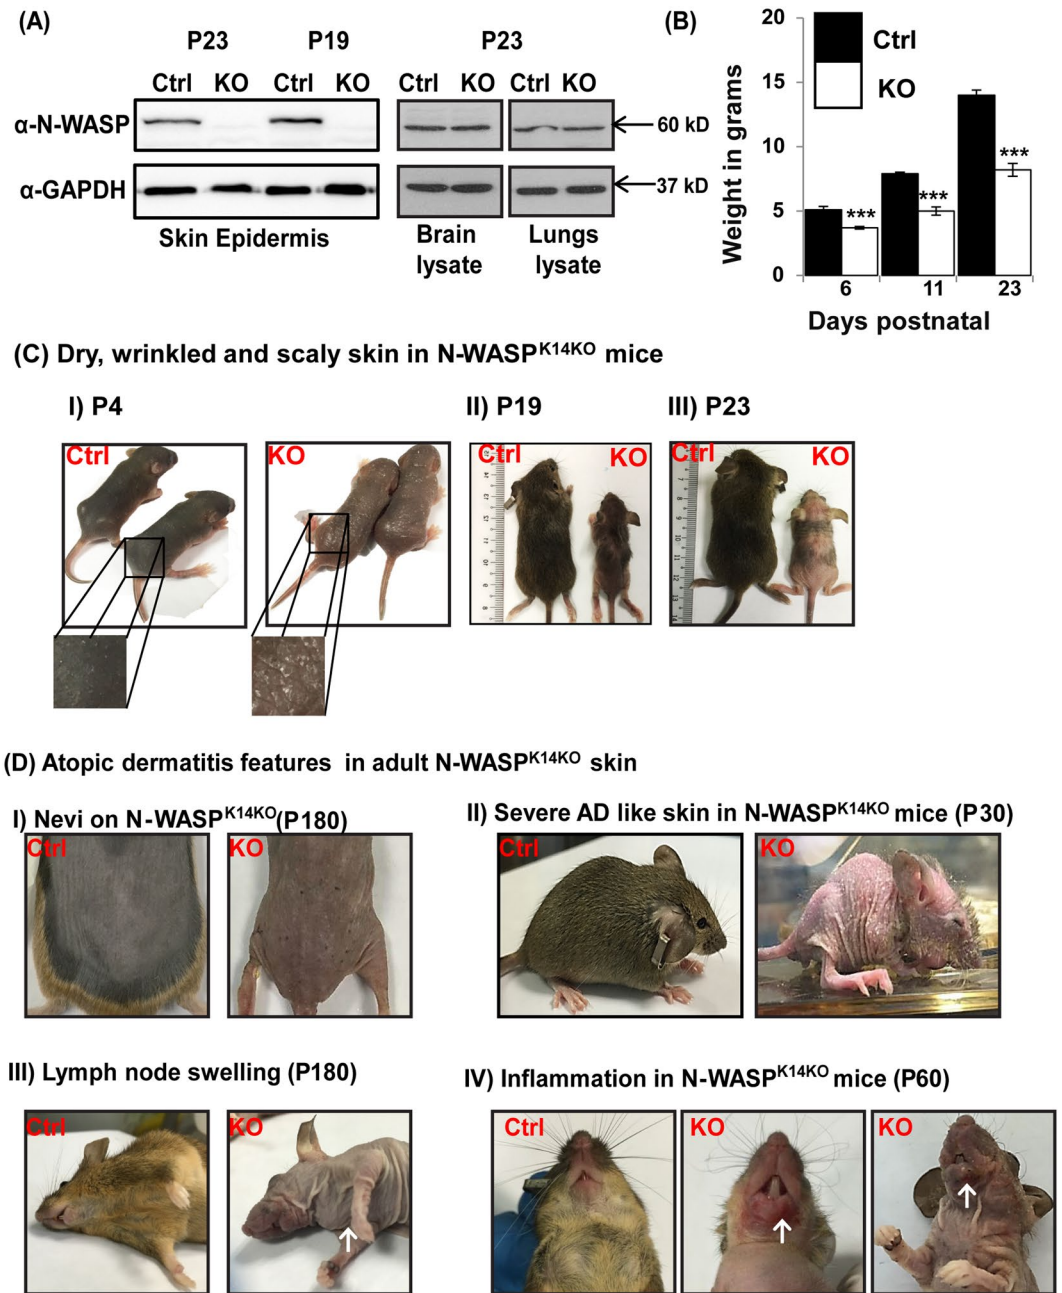 (A)
P23 P19 P23
Ctrl KO Ctrl KO Ctrl KO Ctrl KO
α-N-WASP
60 kD
α-GAPDH
37 kD
Skin Epidermis
Brain lysate
Lungs lysate
(B)
Weight in grams
20
15
10
5
0
Ctrl
KO
***
***
***
6 11 23
Days postnatal
(C) Dry, wrinkled and scaly skin in N-WASPK14KO mice
I) P4
II) P19
III) P23
Ctrl
KO
Ctrl
KO
Ctrl
KO
(D) Atopic dermatitis features in adult N-WASPK14KO skin
I) Nevi on N-WASPK14KO(P180)
Ctrl
KO
II) Severe AD like skin in N-WASPK14KO mice (P30)
Ctrl
KO
III) Lymph node swelling (P180)
Ctrl
KO
IV) Inflammation in N-WASPK14KO mice (P60)
Ctrl
KO
KO